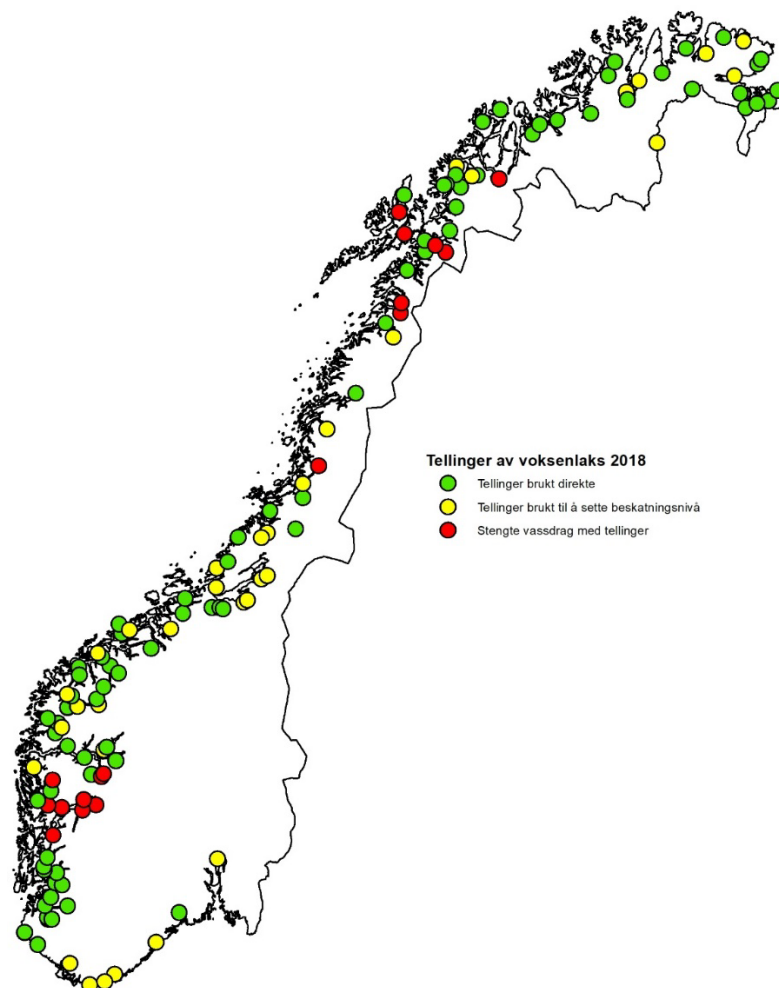 Tellinger av voksenlaks 2018
Tellinger brukt direkte
Tellinger brukt til å sette beskatningsnivå
Stengte vassdrag med tellinger